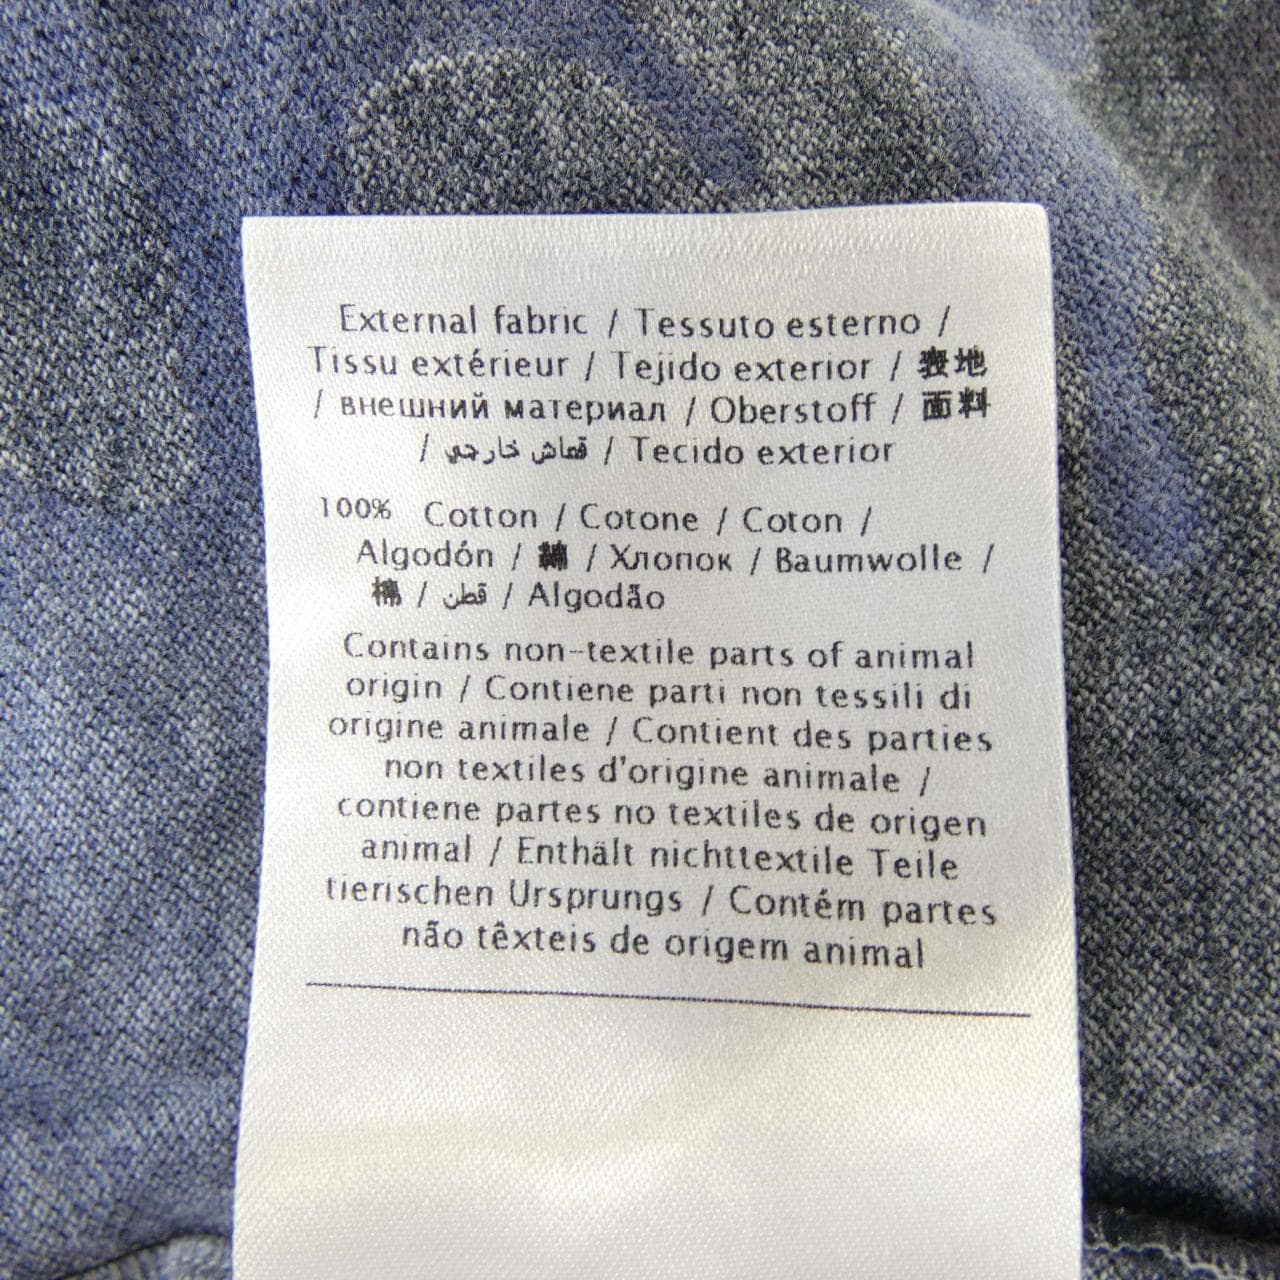 External fabric / Tessuto esterno /
Tissu extérieur / Tejido exterior / 表地
/ внешний материал / Oberstoff / 面料
/ قماش خارجي / Tecido exterior
100% Cotton / Cotone / Coton /
Algodón / 綿 / Хлопок / Baumwolle /
棉 / قطن / Algodão
Contains non-textile parts of animal
origin / Contiene parti non tessili di
origine animale / Contient des parties
non textiles d'origine animale /
contiene partes no textiles de origen
animal / Enthält nichttextile Teile
tierischen Ursprungs / Contém partes
não têxteis de origem animal